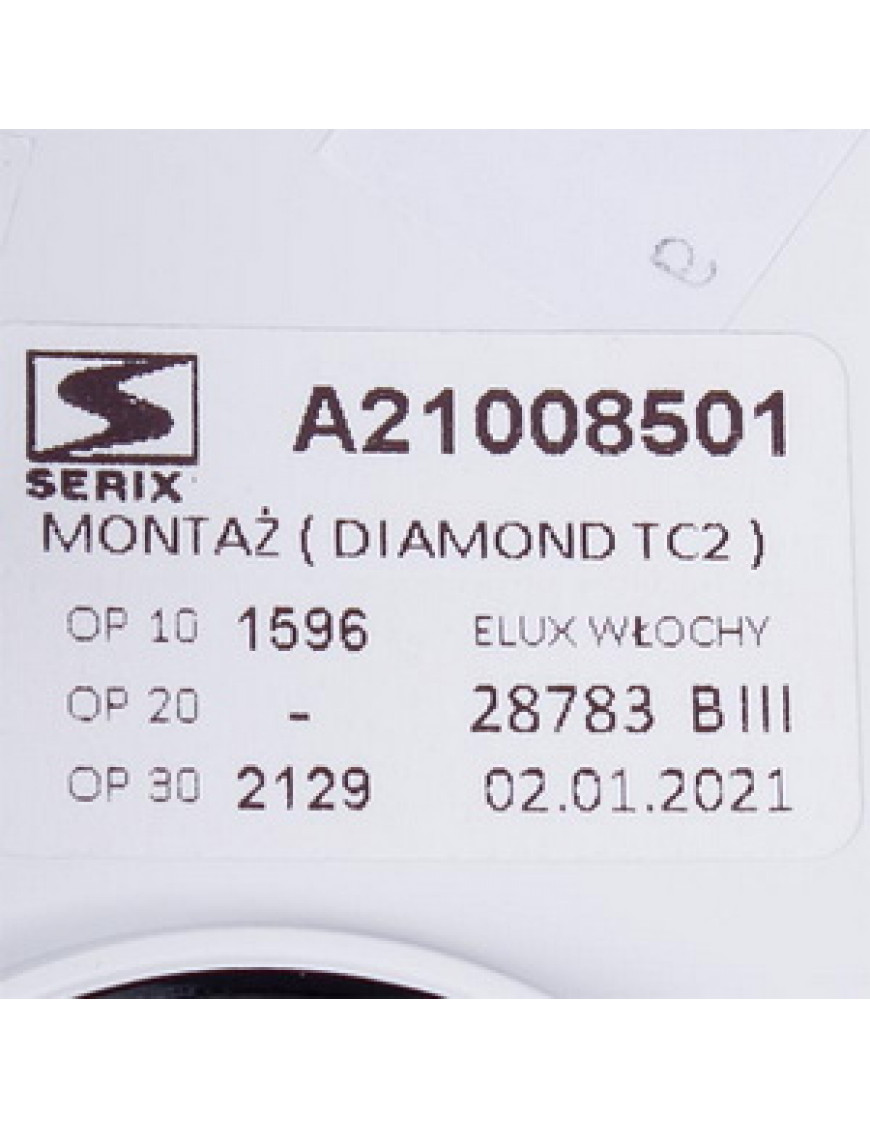 A21008501
SERIX
MONTAŻ ( DIAMOND TC2 )
OP 10 1596 ELUX WŁOCHY
OP 20 - 28783 BIII
OP 30 2129 02.01.2021